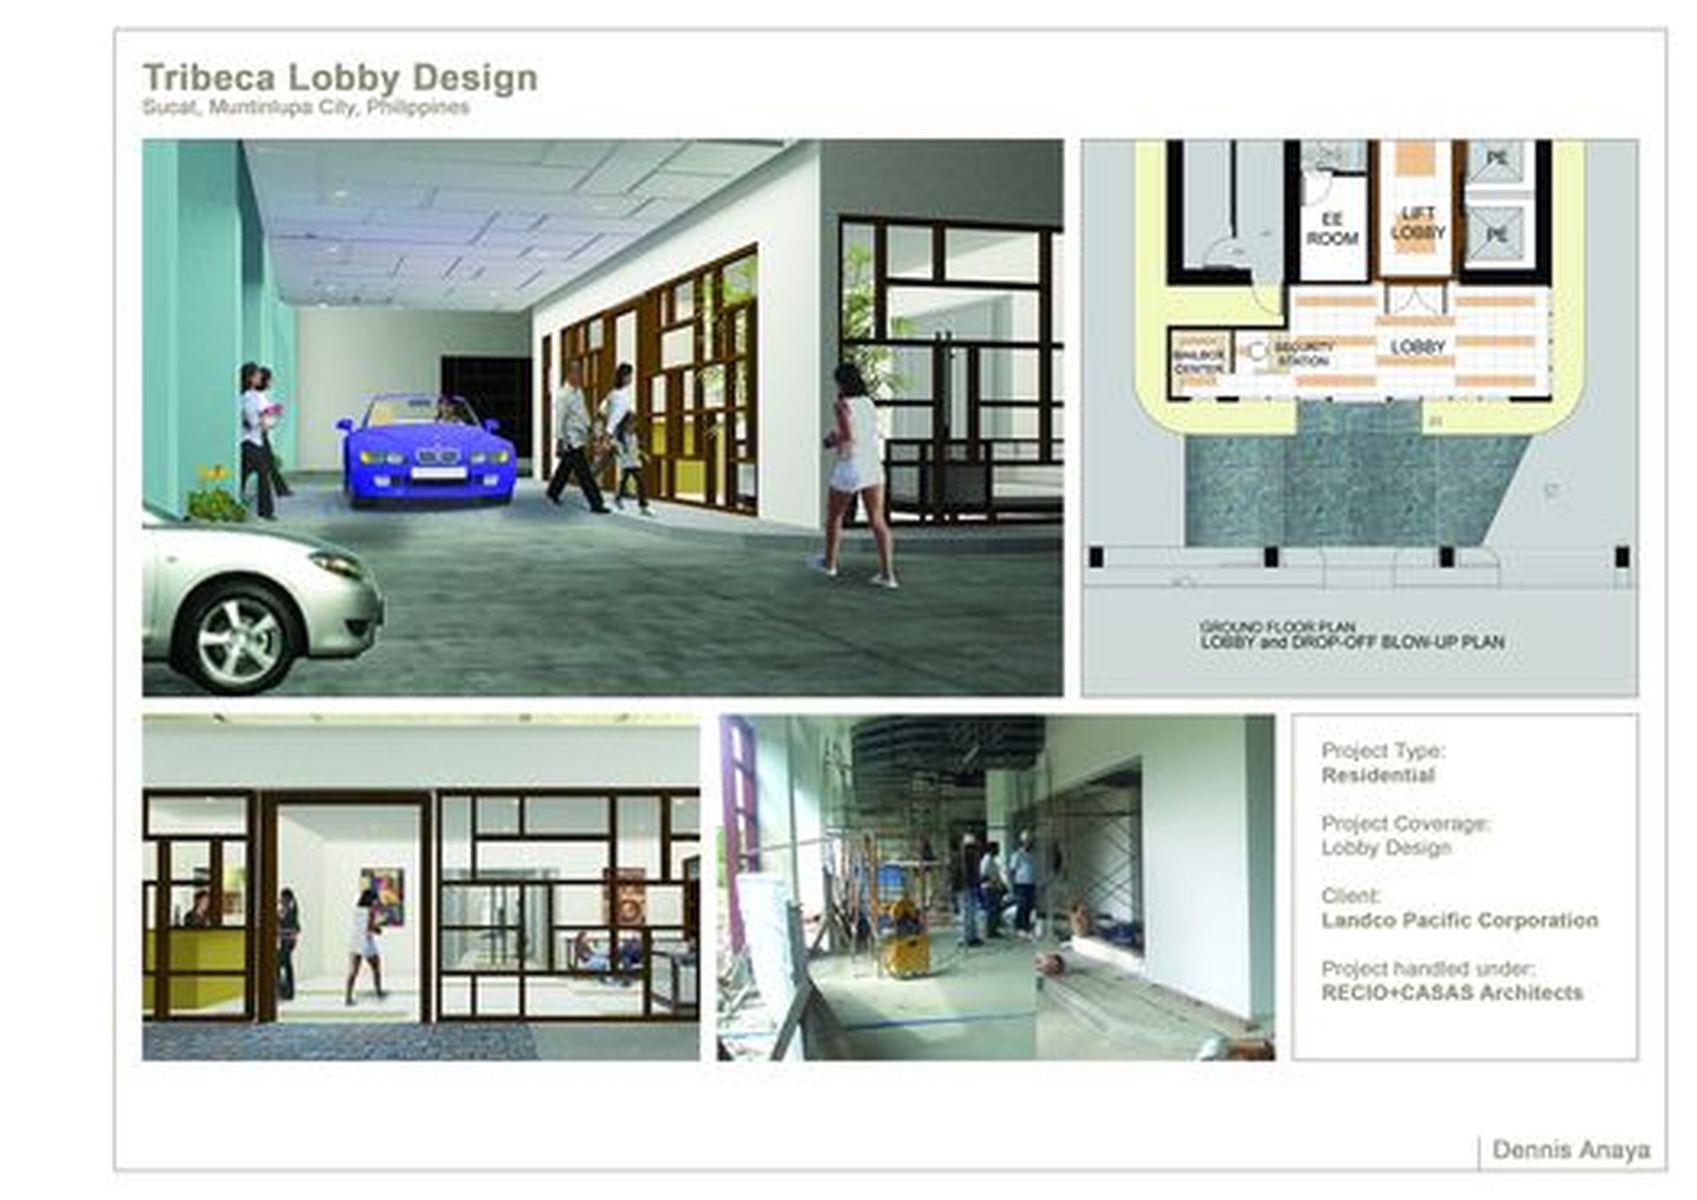 Tribeca Lobby Design
Sucat, Muntinlupa City, Philippines
PE
EE
ROOM
LIFT
LOBBY
PE
MAILBOX
CENTER
SECURITY
STATION
LOBBY
GROUND FLOOR PLAN
LOBBY and DROP-OFF BLOW-UP PLAN
Project Type:
Residential
Project Coverage:
Lobby Design
Client:
Landco Pacific Corporation
Project handled under:
RECIO+CASAS Architects
Dennis Anaya